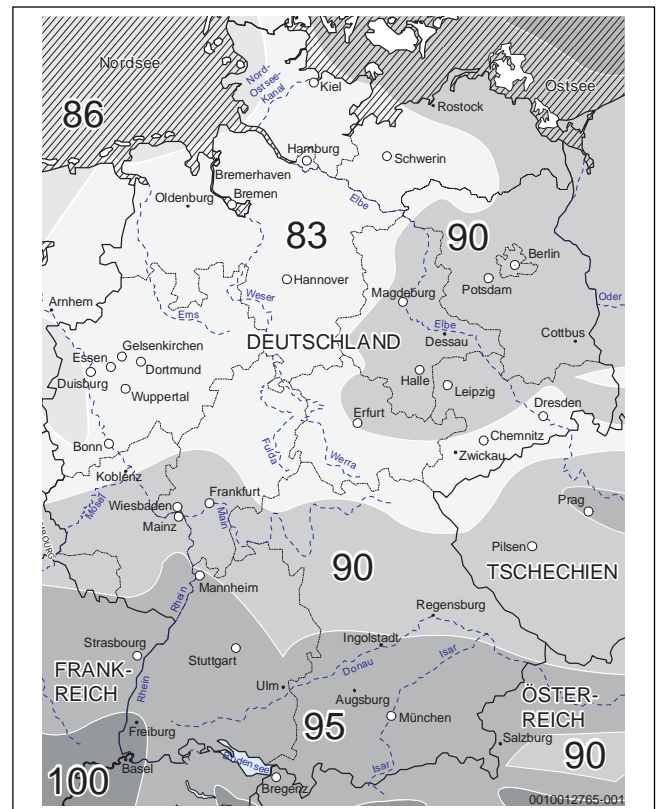 Nordsee
Nord-
Ostsee-
Kanal
Kiel
Ostsee
86
Rostock
Hamburg
Schwerin
Bremerhaven
Oldenburg
Bremen
Elbe
83
90
Berlin
Hannover
Potsdam
Weser
Magdeburg
Oder
Arnhem
Ems
Elbe
DEUTSCHLAND
Dessau
Cottbus
Gelsenkirchen
Essen
Dortmund
Duisburg
Halle
Leipzig
Wuppertal
Erfurt
Dresden
Bonn
Fulda
Werra
Chemnitz
Zwickau
Koblenz
Mosel
Wiesbaden
Frankfurt
Mainz
Main
Prag
Pilsen
90
TSCHECHIEN
Mannheim
Rhein
Regensburg
Strasbourg
Stuttgart
Ingolstadt
Isar
FRANK-
REICH
Donau
Rhein
Ulm
Augsburg
ÖSTER-
REICH
München
Freiburg
95
Salzburg
Basel
Bodensee
90
100
Isar
Bregenz
0010012765-001